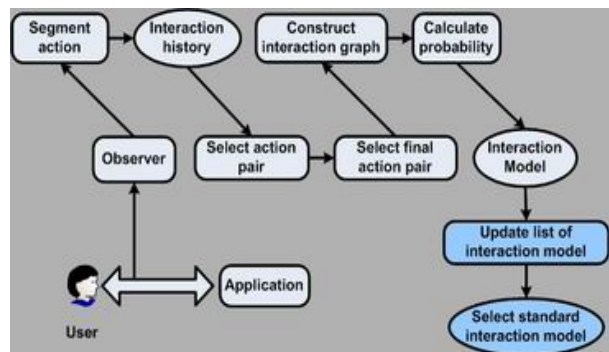 Segment
action
Interaction
history
Construct
interaction graph
Calculate
probability
Observer
Select action
pair
Select final
action pair
Interaction
Model
Update list of
interaction model
Application
User
Select standard
interaction model